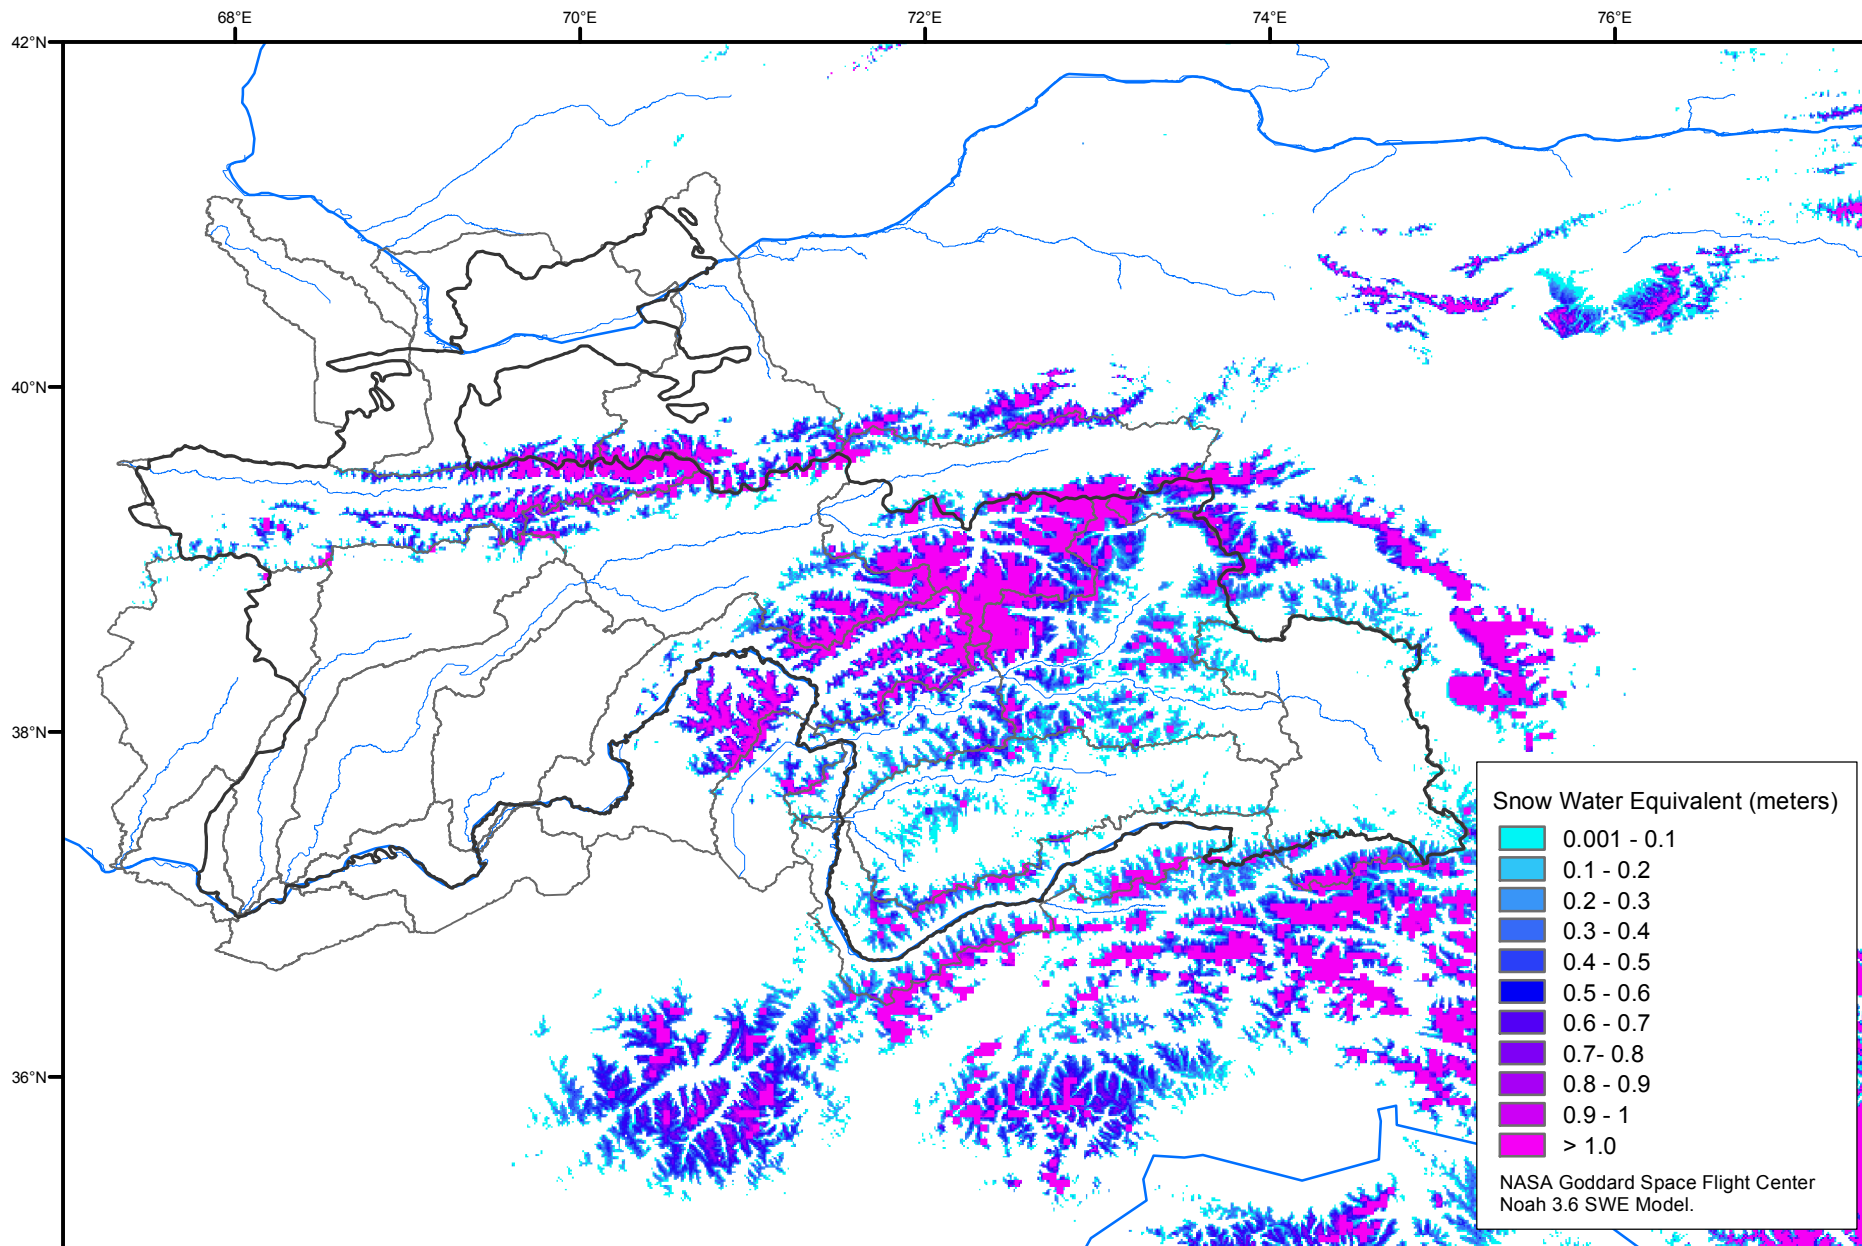 68°E
70°E
72°E
74°E
76°E
42°N
40°N
38°N
36°N
Snow Water Equivalent (meters)
0.001 - 0.1
0.1 - 0.2
0.2 - 0.3
0.3 - 0.4
0.4 - 0.5
0.5 - 0.6
0.6 - 0.7
0.7- 0.8
0.8 - 0.9
0.9 - 1
> 1.0
NASA Goddard Space Flight Center
Noah 3.6 SWE Model.